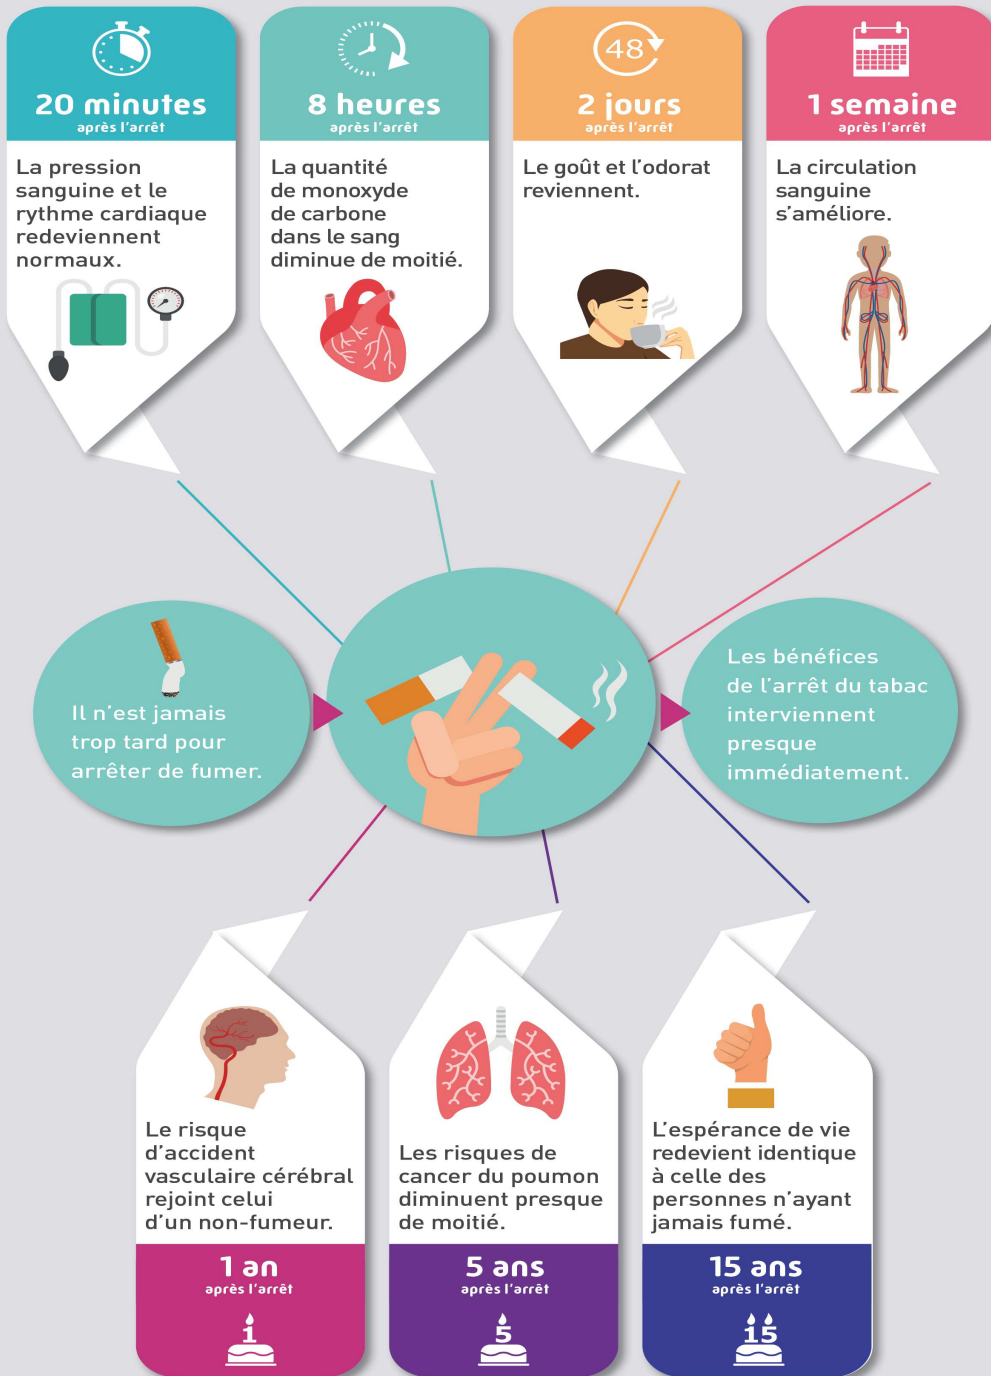 48
20 minutes
après l'arrêt
La pression
sanguine et le
rythme cardiaque
redeviennent
normaux.
8 heures
après l'arrêt
La quantité
de monoxyde
de carbone
dans le sang
diminue de moitié.
2 jours
après l'arrêt
Le goût et l'odorat
reviennent.
1 semaine
après l'arrêt
La circulation
sanguine
s'améliore.
Il n'est jamais
trop tard pour
arrêter de fumer.
Les bénéfices
de l'arrêt du tabac
interviennent
presque
immédiatement.
Le risque
d'accident
vasculaire cérébral
rejoint celui
d'un non-fumeur.
1 an
après l'arrêt
1
Les risques de
cancer du poumon
diminuent presque
de moitié.
5 ans
après l'arrêt
5
L'espérance de vie
redevient identique
à celle des
personnes n'ayant
jamais fumé.
15 ans
après l'arrêt
15